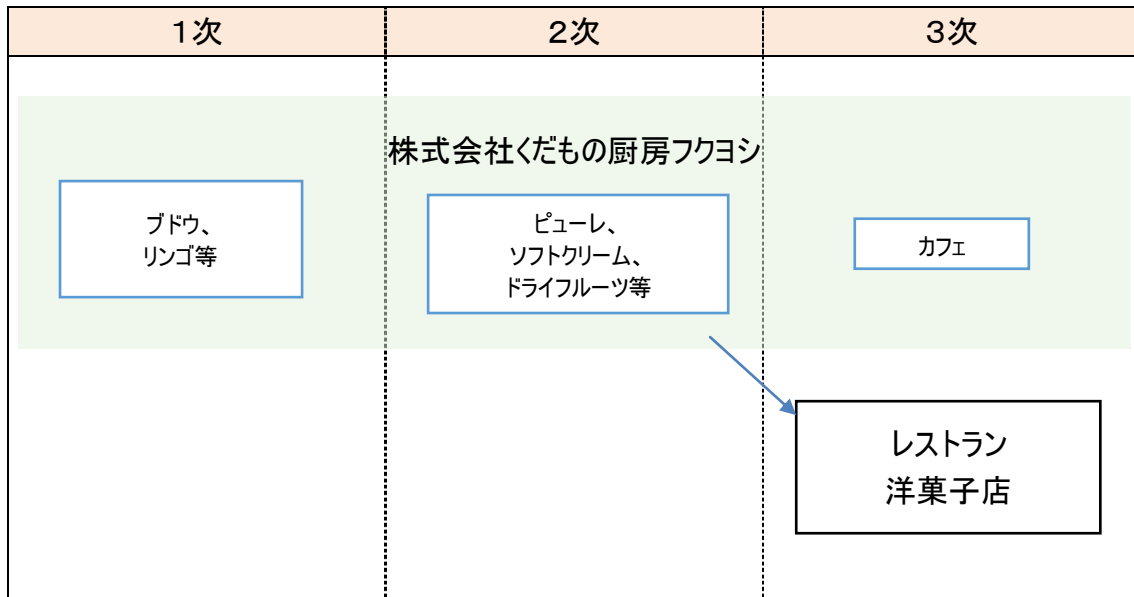 １次
２次
３次
株式会社くだもの厨房フクヨシ
ブドウ、
リンゴ等
ピューレ、
ソフトクリーム、
ドライフルーツ等
カフェ
レストラン
洋菓子店